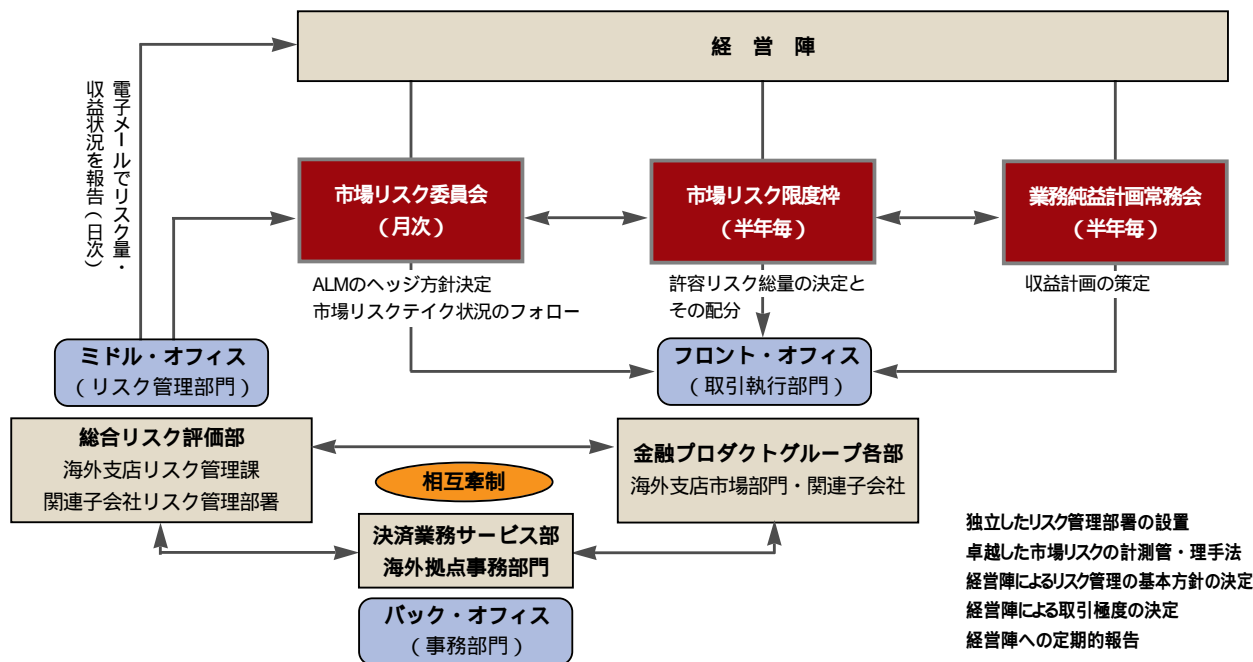 経 営 陣
電子メールでリスク量・
収益状況を報告（日次）
市場リスク委員会
（月次）
市場リスク限度枠
（半年毎）
業務純益計画常務会
（半年毎）
ALMのヘッジ方針決定
市場リスクテイク状況のフォロー
許容リスク総量の決定と
その配分
収益計画の策定
ミドル・オフィス
（リスク管理部門）
フロント・オフィス
（取引執行部門）
総合リスク評価部
海外支店リスク管理課
関連子会社リスク管理部署
相互牽制
金融プロダクトグループ各部
海外支店市場部門・関連子会社
決済業務サービス部
海外拠点事務部門
バック・オフィス
（事務部門）
独立したリスク管理部署の設置
卓越した市場リスクの計測管・理手法
経営陣によるリスク管理の基本方針の決定
経営陣による取引極度の決定
経営陣への定期的報告